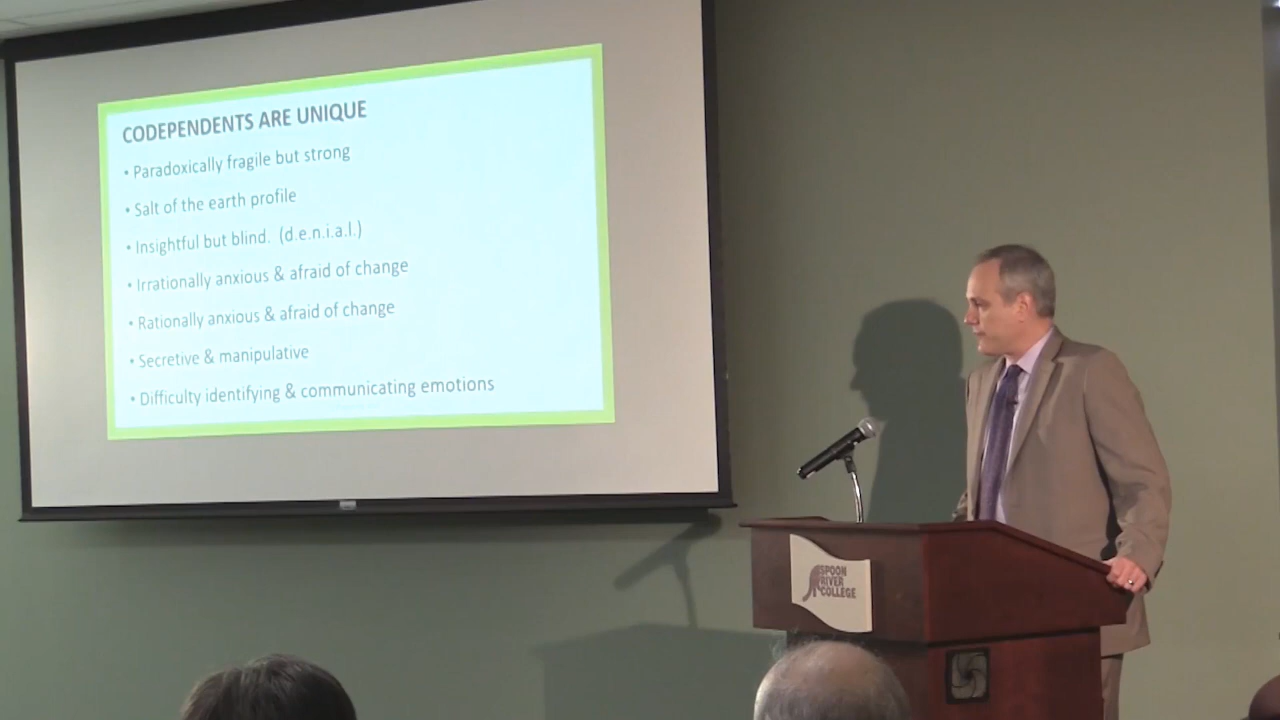 CODEPENDENTS ARE UNIQUE
• Paradoxically fragile but strong
• Salt of the earth profile
• Insightful but blind. (d.e.n.i.a.l.)
• Irrationally anxious & afraid of change
• Rationally anxious & afraid of change
• Secretive & manipulative
• Difficulty identifying & communicating emotions
SPOON
RIVER
COLLEGE